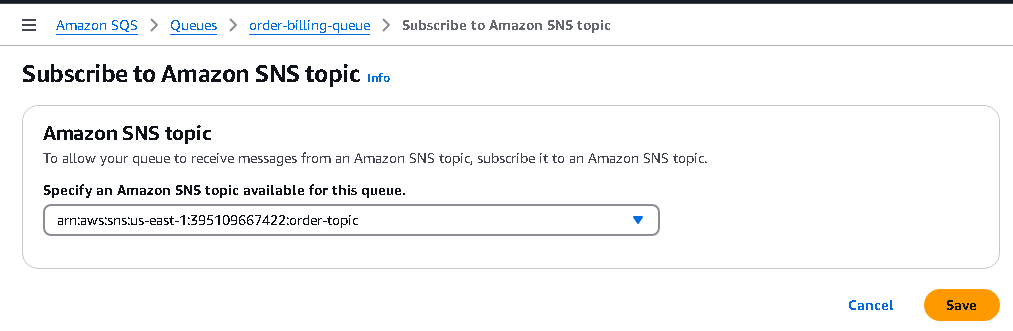 Amazon SQS > Queues > order-billing-queue > Subscribe to Amazon SNS topic
Subscribe to Amazon SNS topic Info
Amazon SNS topic
To allow your queue to receive messages from an Amazon SNS topic, subscribe it to an Amazon SNS topic.
Specify an Amazon SNS topic available for this queue.
arn:aws:sns:us-east-1:395109667422:order-topic
Cancel Save